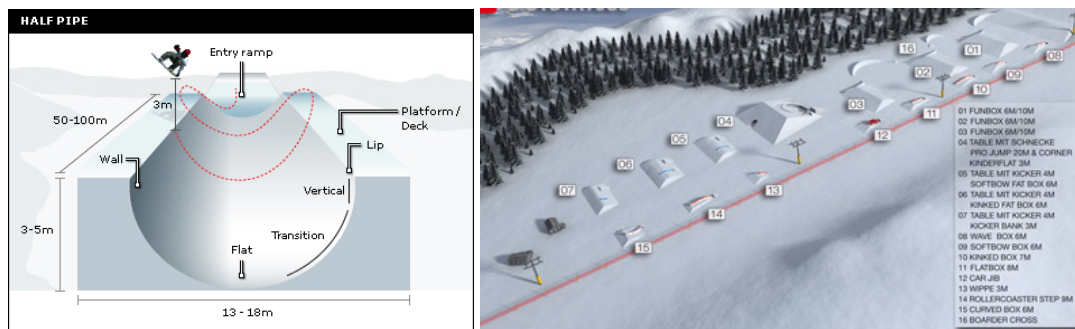 HALF PIPE
Entry ramp
3m
50-100m
Platform /
Deck
Wall
Lip
Vertical
3-5m
Transition
Flat
13 - 18m
16
01
08
02
09
10
03
11
04
12
05
06
13
07
14
15
01 FUNBOX 6M/10M
02 FUNBOX 6M/10M
03 FUNBOX 6M/10M
04 TABLE MIT SCHNECKE
PRO JUMP 20M & CORNER
KINDERFLAT 3M
05 TABLE MIT KICKER 4M
SOFTBOW FAT BOX 6M
06 TABLE MIT KICKER 4M
KINKED FAT BOX 6M
07 TABLE MIT KICKER 4M
KICKER BANK 3M
08 WAVE BOX 6M
09 SOFTBOW BOX 6M
10 KINKED BOX 7M
11 FLATBOX 8M
12 CAR JIB
13 WIPPE 3M
14 ROLLERCOASTER STEP 9M
15 CURVED BOX 6M
16 BOARDER CROSS